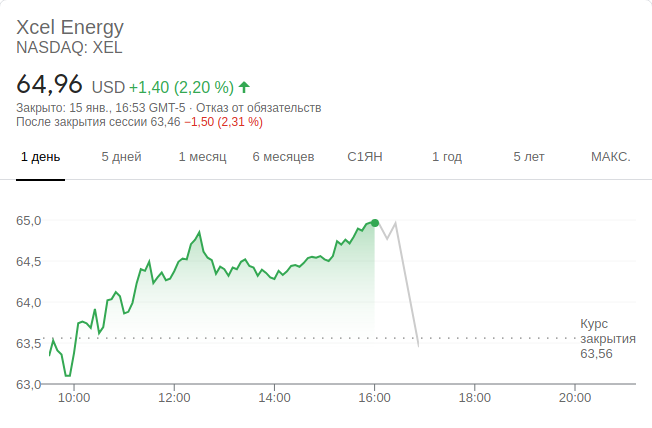 Xcel Energy
NASDAQ: XEL
64,96 USD +1,40 (2,20 %)
Закрыто: 15 янв., 16:53 GMT-5 · Отказ от обязательств
После закрытия сессии 63,46 −1,50 (2,31 %)
1 день 5 дней 1 месяц 6 месяцев С1ЯН 1 год 5 лет МАКС.
65,0
64,5
64,0
63,5
63,0
Курс
закрытия
63,56
10:00 12:00 14:00 16:00 18:00 20:00